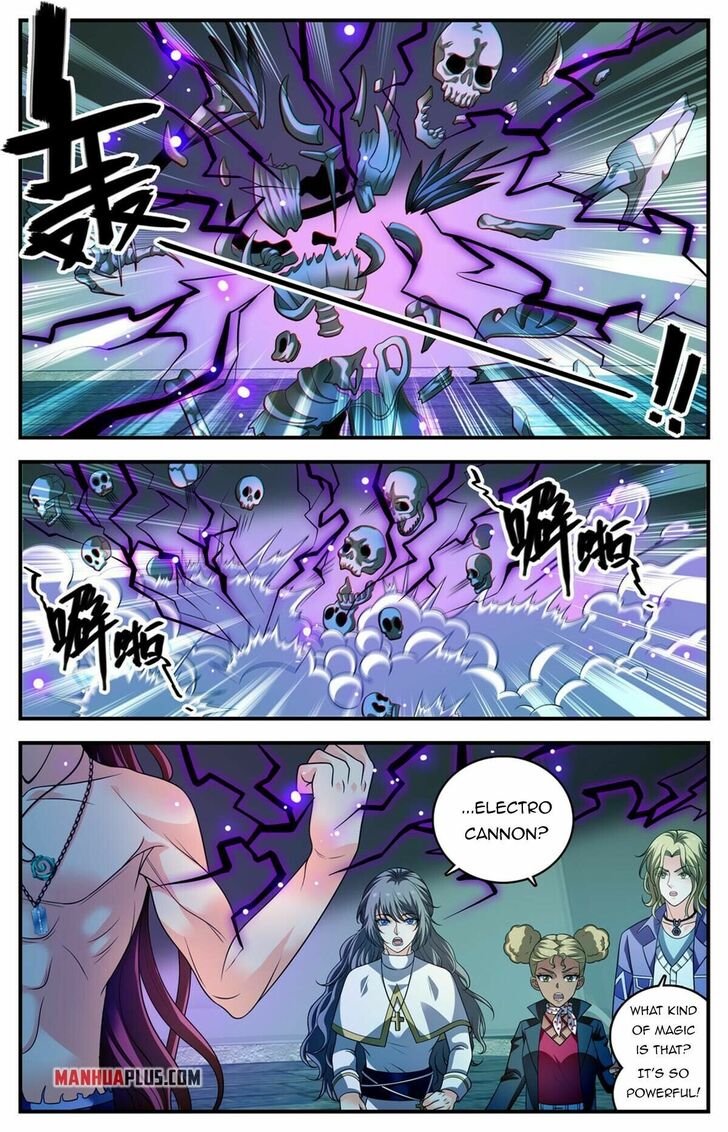 轰
!!
噼啪
噼啪
...ELECTRO
CANNON?
WHAT KIND
OF MAGIC
IS THAT?
IT'S SO
POWERFUL!
MANHUAPLUS.COM